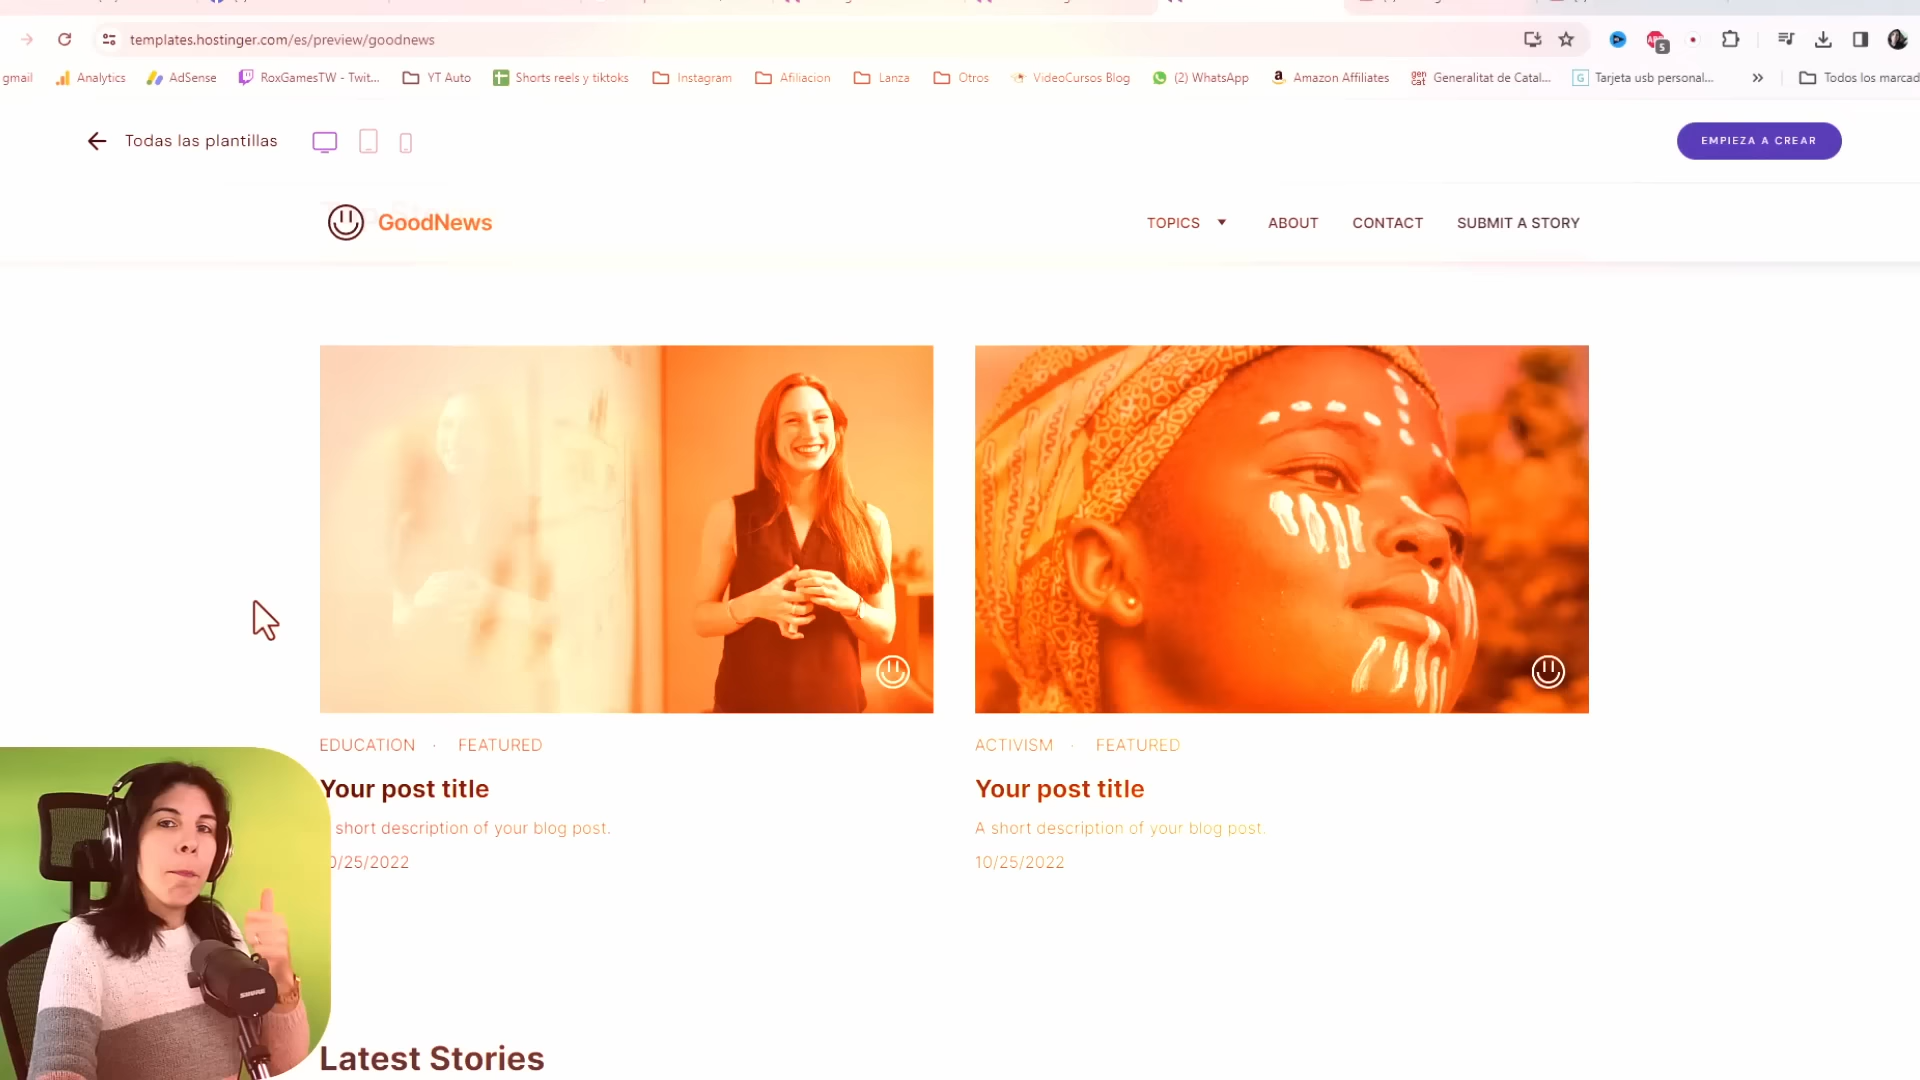 templates.hostinger.com/es/preview/goodnews
5
gmail
Analytics
AdSense
RoxGamesTW - Twit...
YT Auto
Shorts reels y tiktoks
Instagram
Afiliacion
Lanza
Otros
VideoCursos Blog
(2) WhatsApp
a
Amazon Affiliates
gen cat
Generalitat de Catal...
G
Tarjeta usb personal...
»
Todos los marcad
Todas las plantillas
EMPIEZA A CREAR
GoodNews
TOPICS
ABOUT
CONTACT
SUBMIT A STORY
EDUCATION · FEATURED
Your post title
short description of your blog post.
0/25/2022
ACTIVISM · FEATURED
Your post title
A short description of your blog post.
10/25/2022
SHURE
Latest Stories